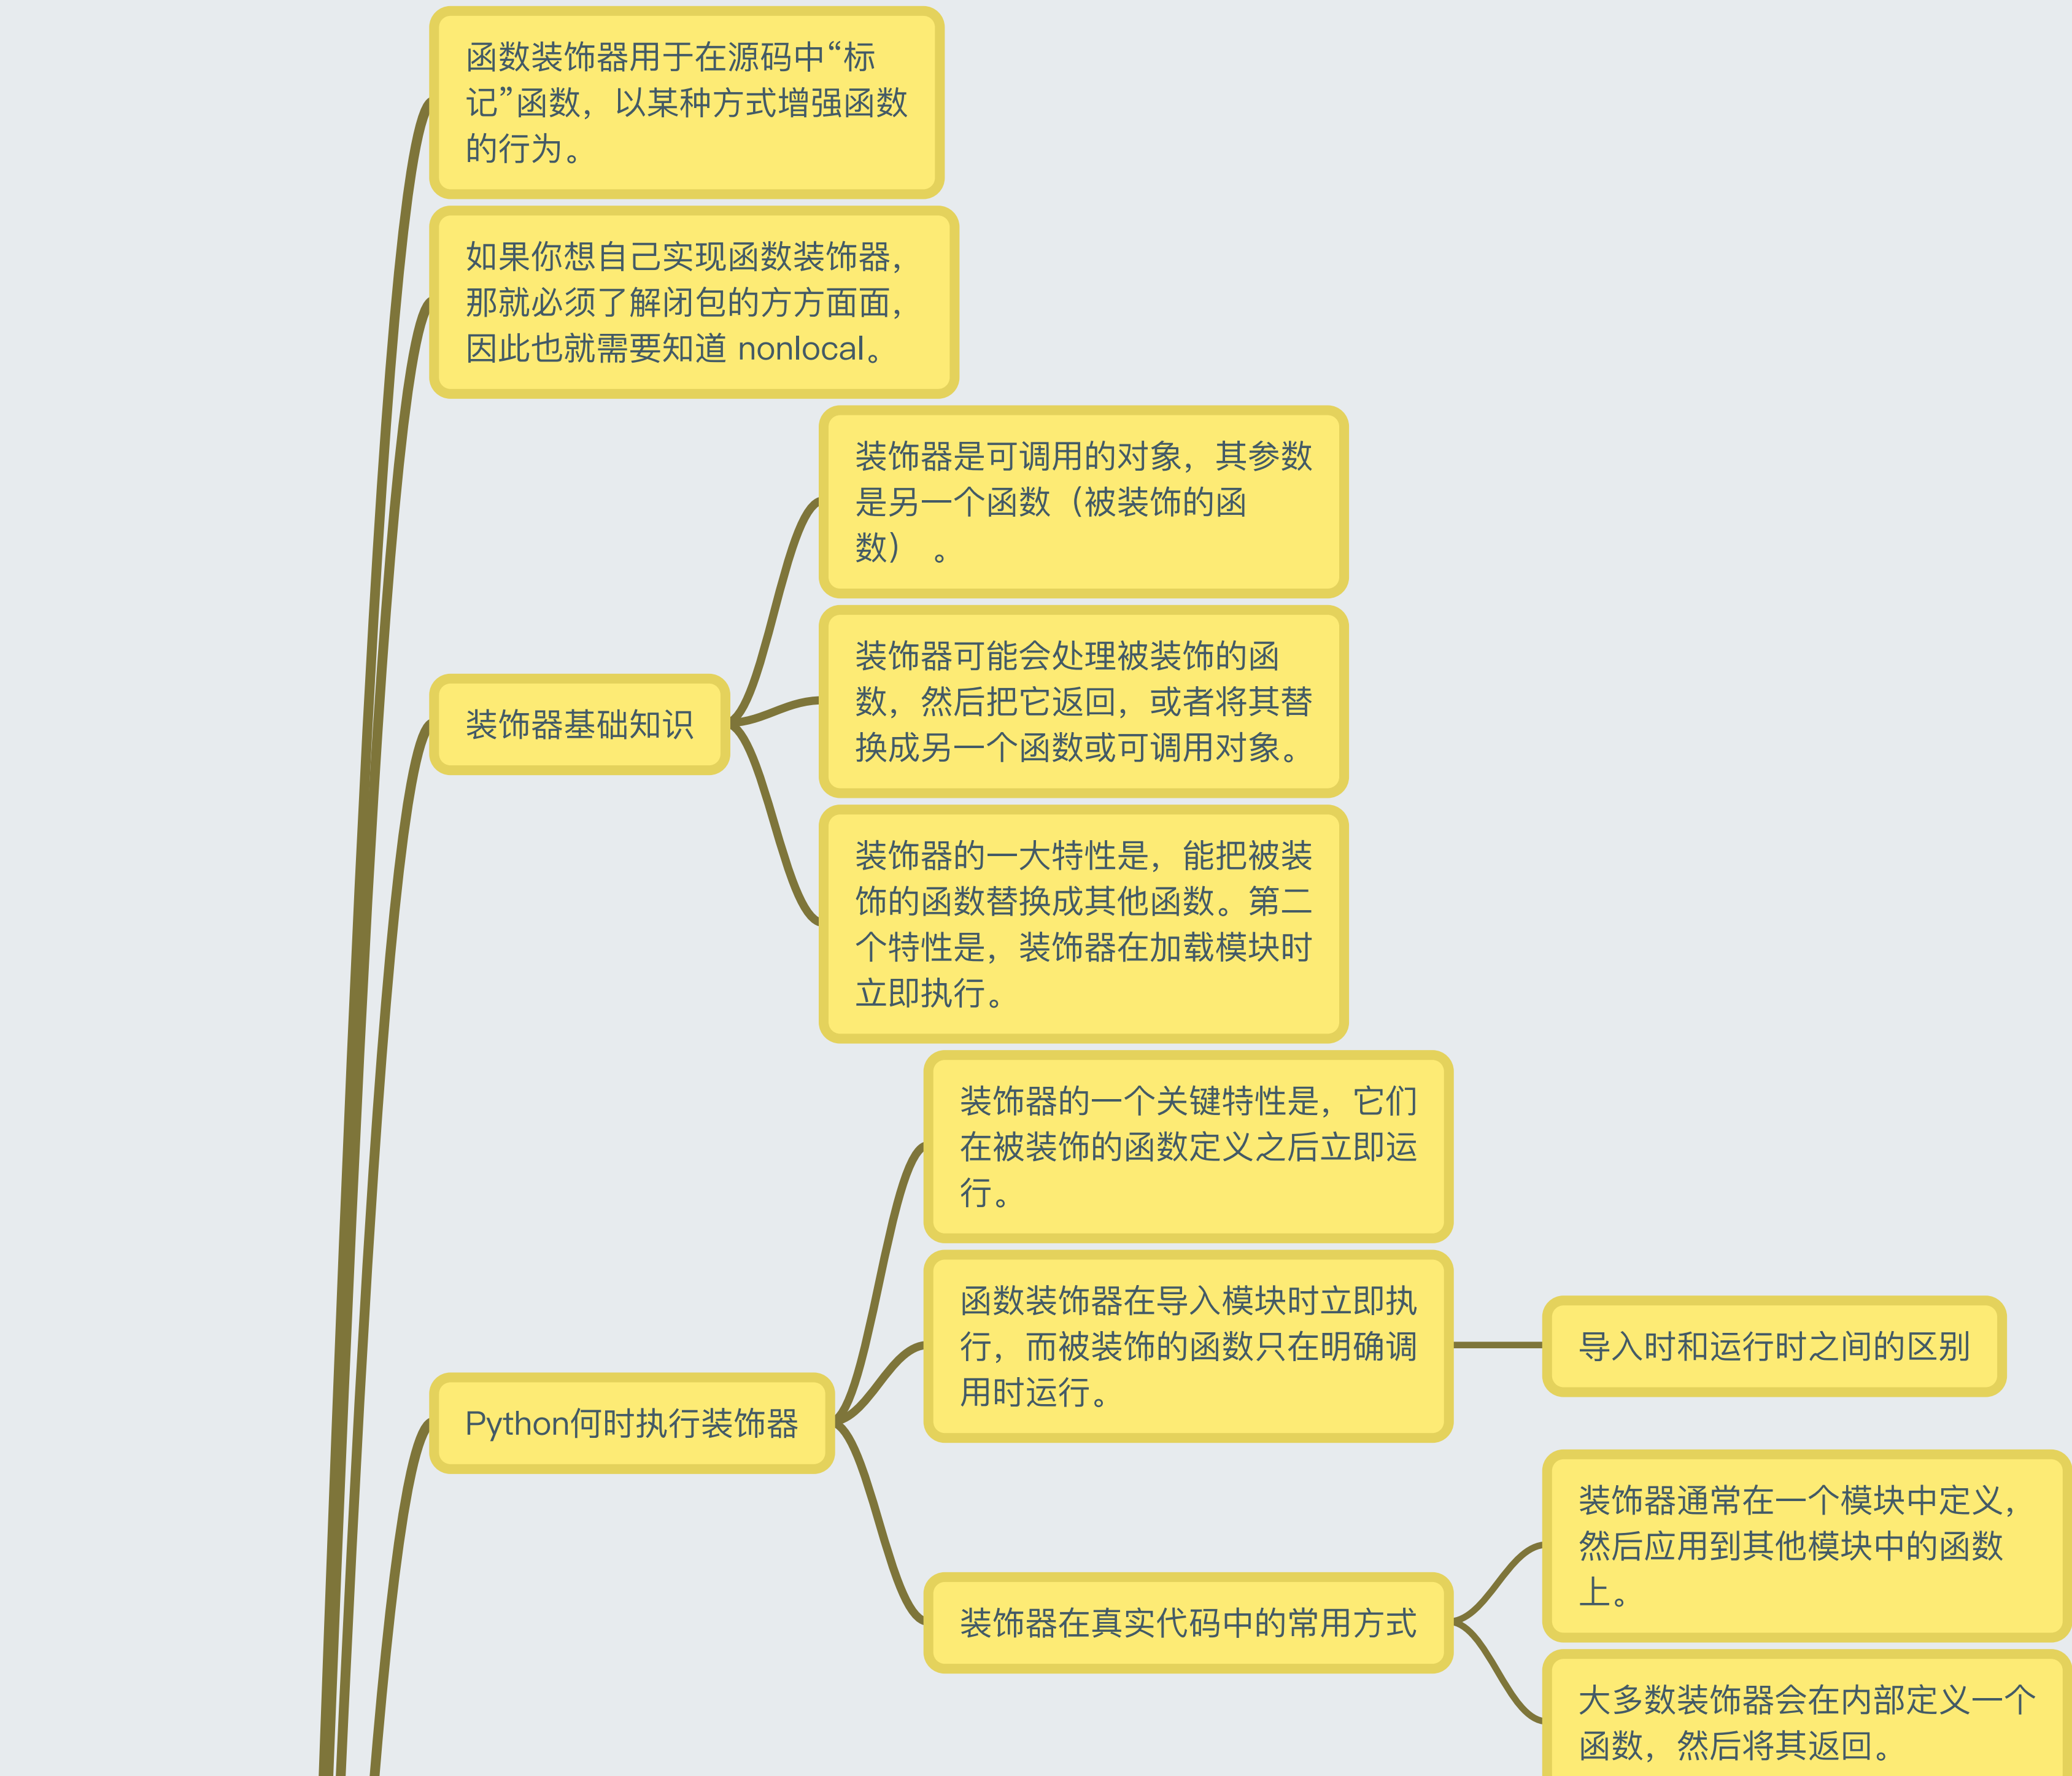 函数装饰器用于在源码中“标
记”函数，以某种方式增强函数
的行为。
如果你想自己实现函数装饰器，
那就必须了解闭包的方方面面，
因此也就需要知道 nonlocal。
装饰器基础知识
装饰器是可调用的对象，其参数
是另一个函数（被装饰的函
数） 。
装饰器可能会处理被装饰的函
数，然后把它返回，或者将其替
换成另一个函数或可调用对象。
装饰器的一大特性是，能把被装
饰的函数替换成其他函数。第二
个特性是，装饰器在加载模块时
立即执行。
Python何时执行装饰器
装饰器的一个关键特性是，它们
在被装饰的函数定义之后立即运
行。
函数装饰器在导入模块时立即执
行，而被装饰的函数只在明确调
用时运行。
导入时和运行时之间的区别
装饰器在真实代码中的常用方式
装饰器通常在一个模块中定义，
然后应用到其他模块中的函数
上。
大多数装饰器会在内部定义一个
函数，然后将其返回。